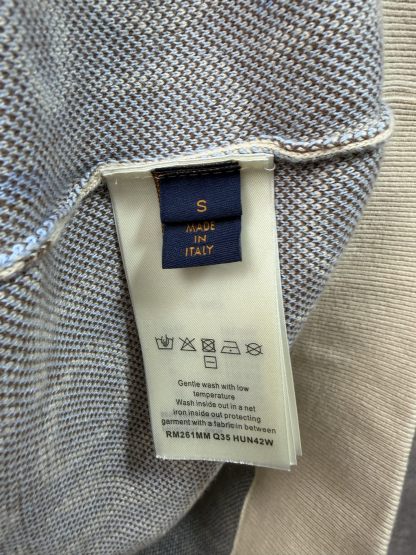 S
MADE
IN
ITALY
Gentle wash with low
temperature
Wash inside out in a net
iron inside out protecting
garment with a fabric in between
RM261MM Q35 HUN42W